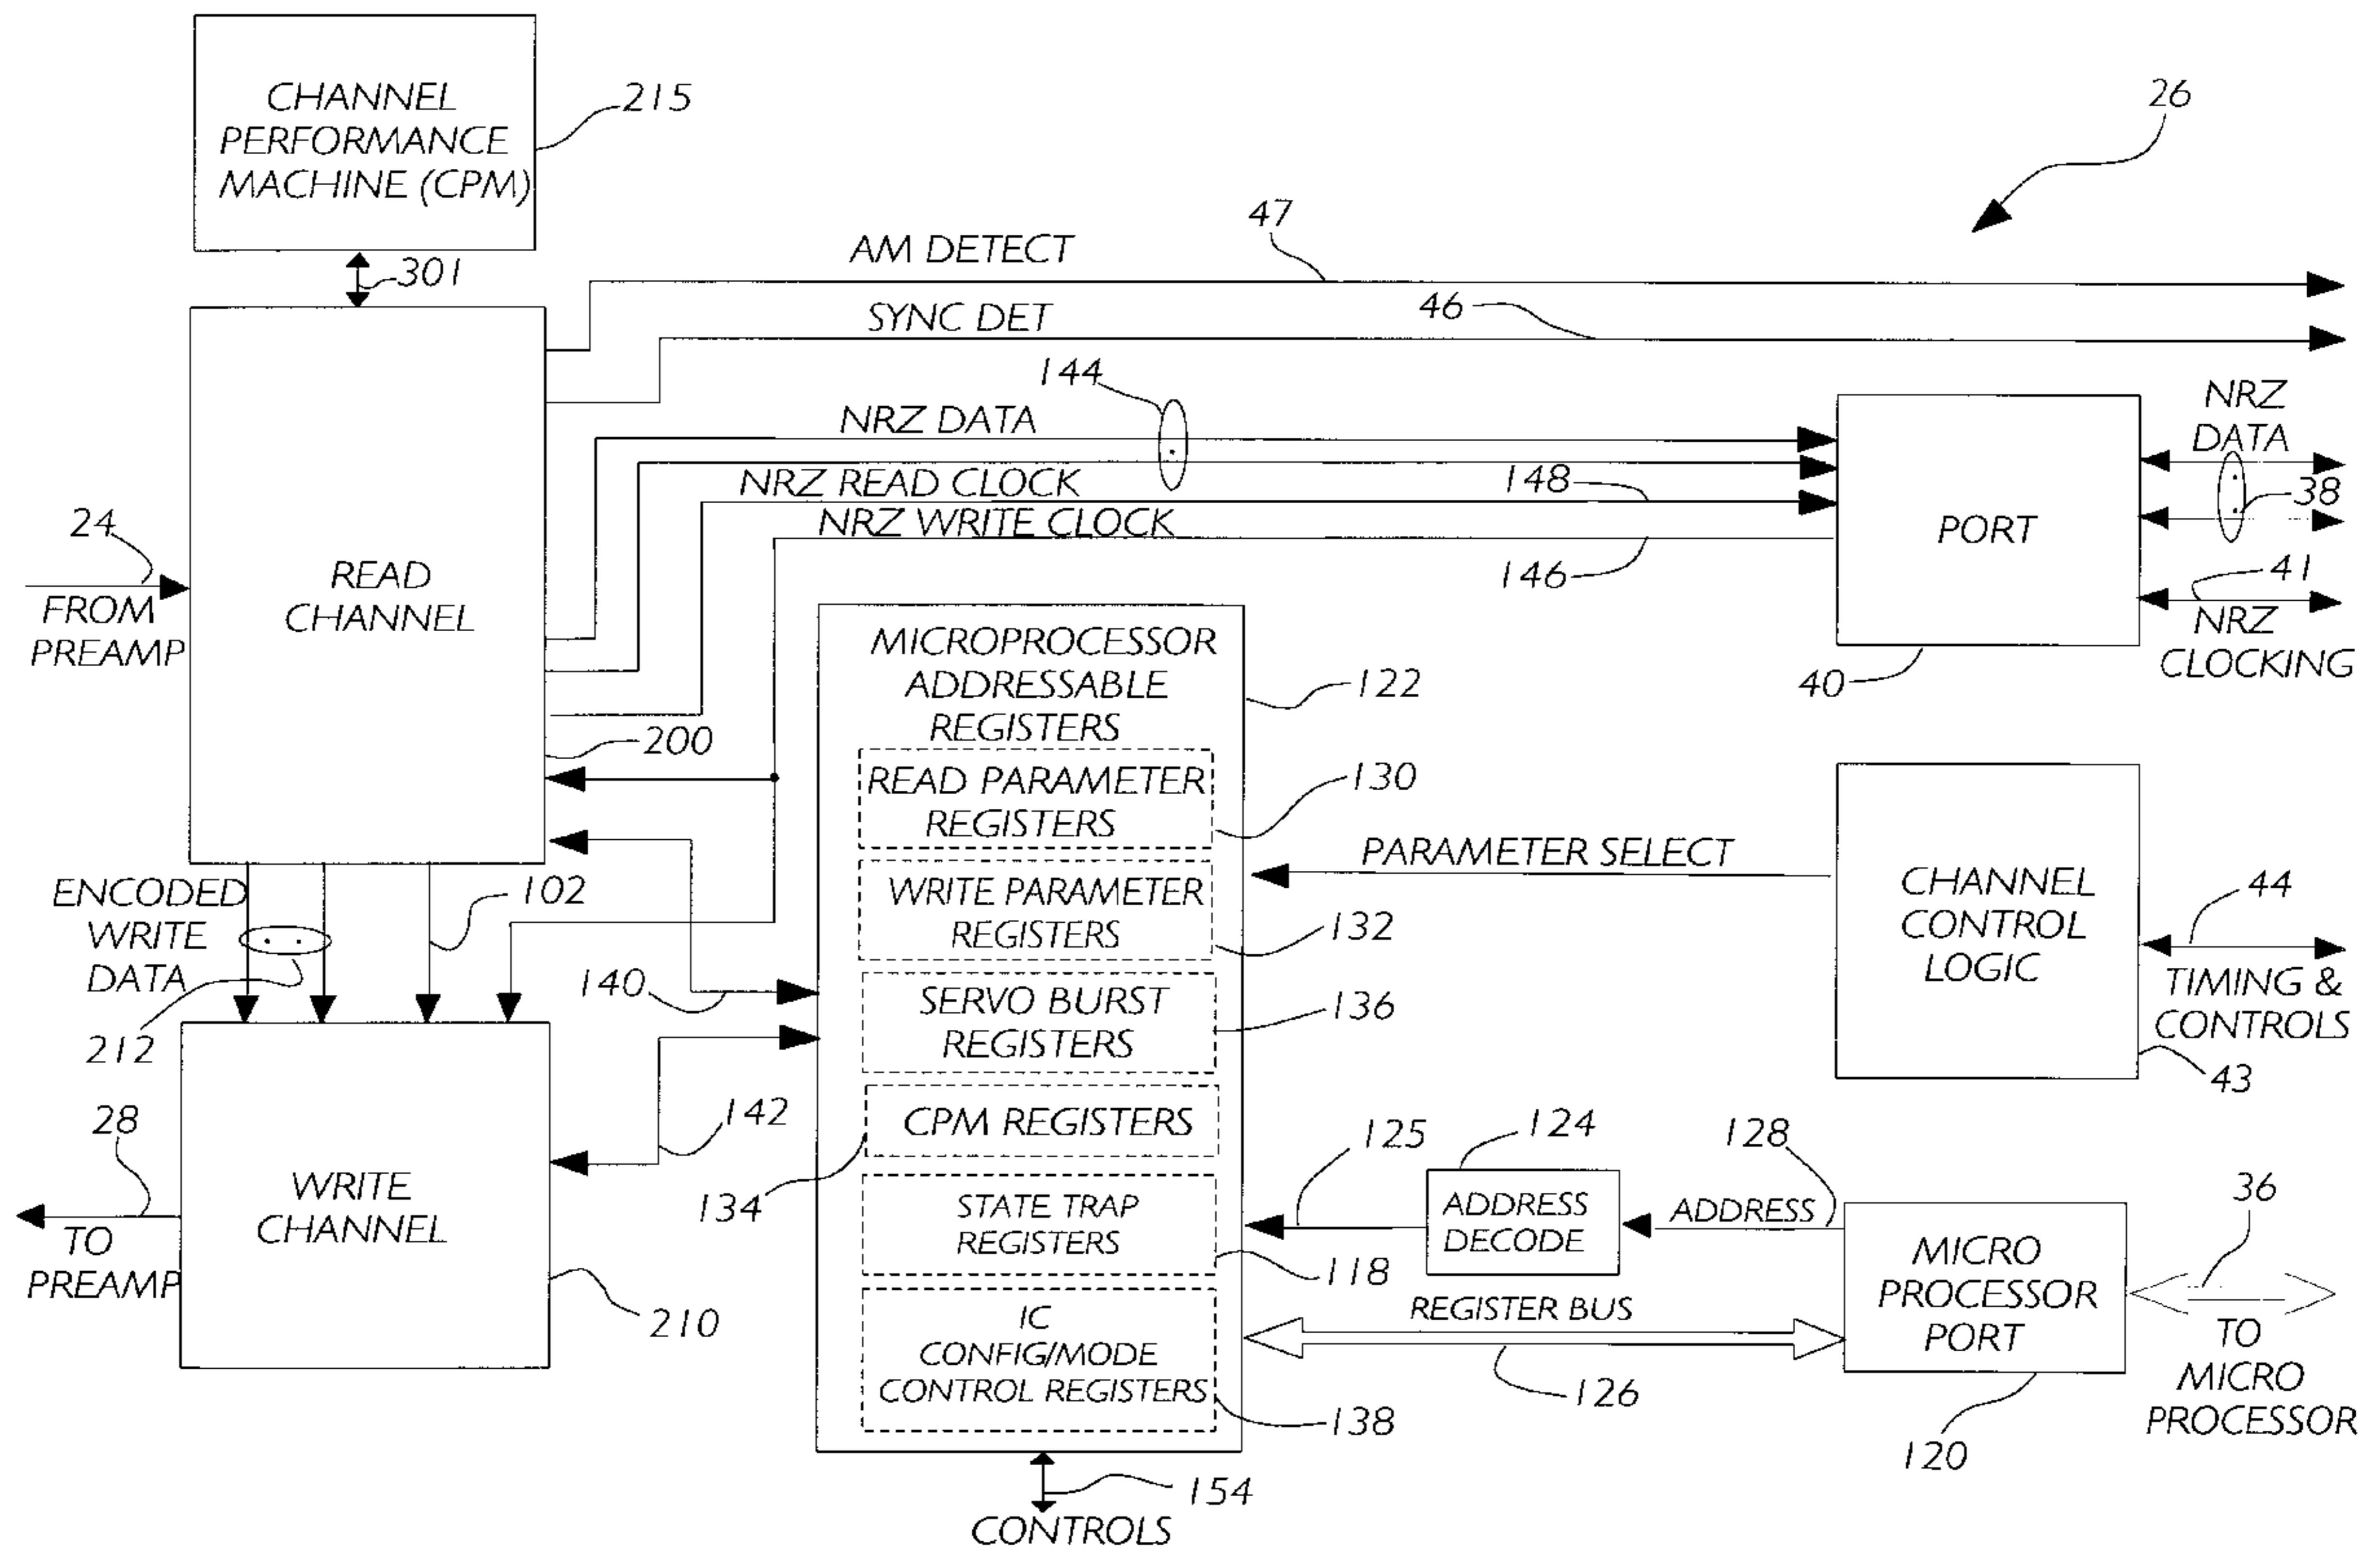 CHANNEL
PERFORMANCE
MACHINE (CPM)
215
26
301
AM DETECT
47
SYNC DET
46
144
NRZ DATA
NRZ READ CLOCK
148
NRZ WRITE CLOCK
146
NRZ
DATA
38
PORT
41
NRZ
CLOCKING
40
24
FROM
PREAMP
READ
CHANNEL
200
MICROPROCESSOR
ADDRESSABLE
REGISTERS
122
READ PARAMETER
REGISTERS
130
WRITE PARAMETER
REGISTERS
132
SERVO BURST
REGISTERS
136
CPM REGISTERS
134
STATE TRAP
REGISTERS
118
IC
CONFIG/MODE
CONTROL REGISTERS
138
PARAMETER SELECT
CHANNEL
CONTROL
LOGIC
44
TIMING &
CONTROLS
43
ENCODED
WRITE
DATA
102
212
140
142
28
TO
PREAMP
WRITE
CHANNEL
210
125
124
ADDRESS
DECODE
128
ADDRESS
REGISTER BUS
126
MICRO
PROCESSOR
PORT
36
TO
MICRO
PROCESSOR
120
154
CONTROLS